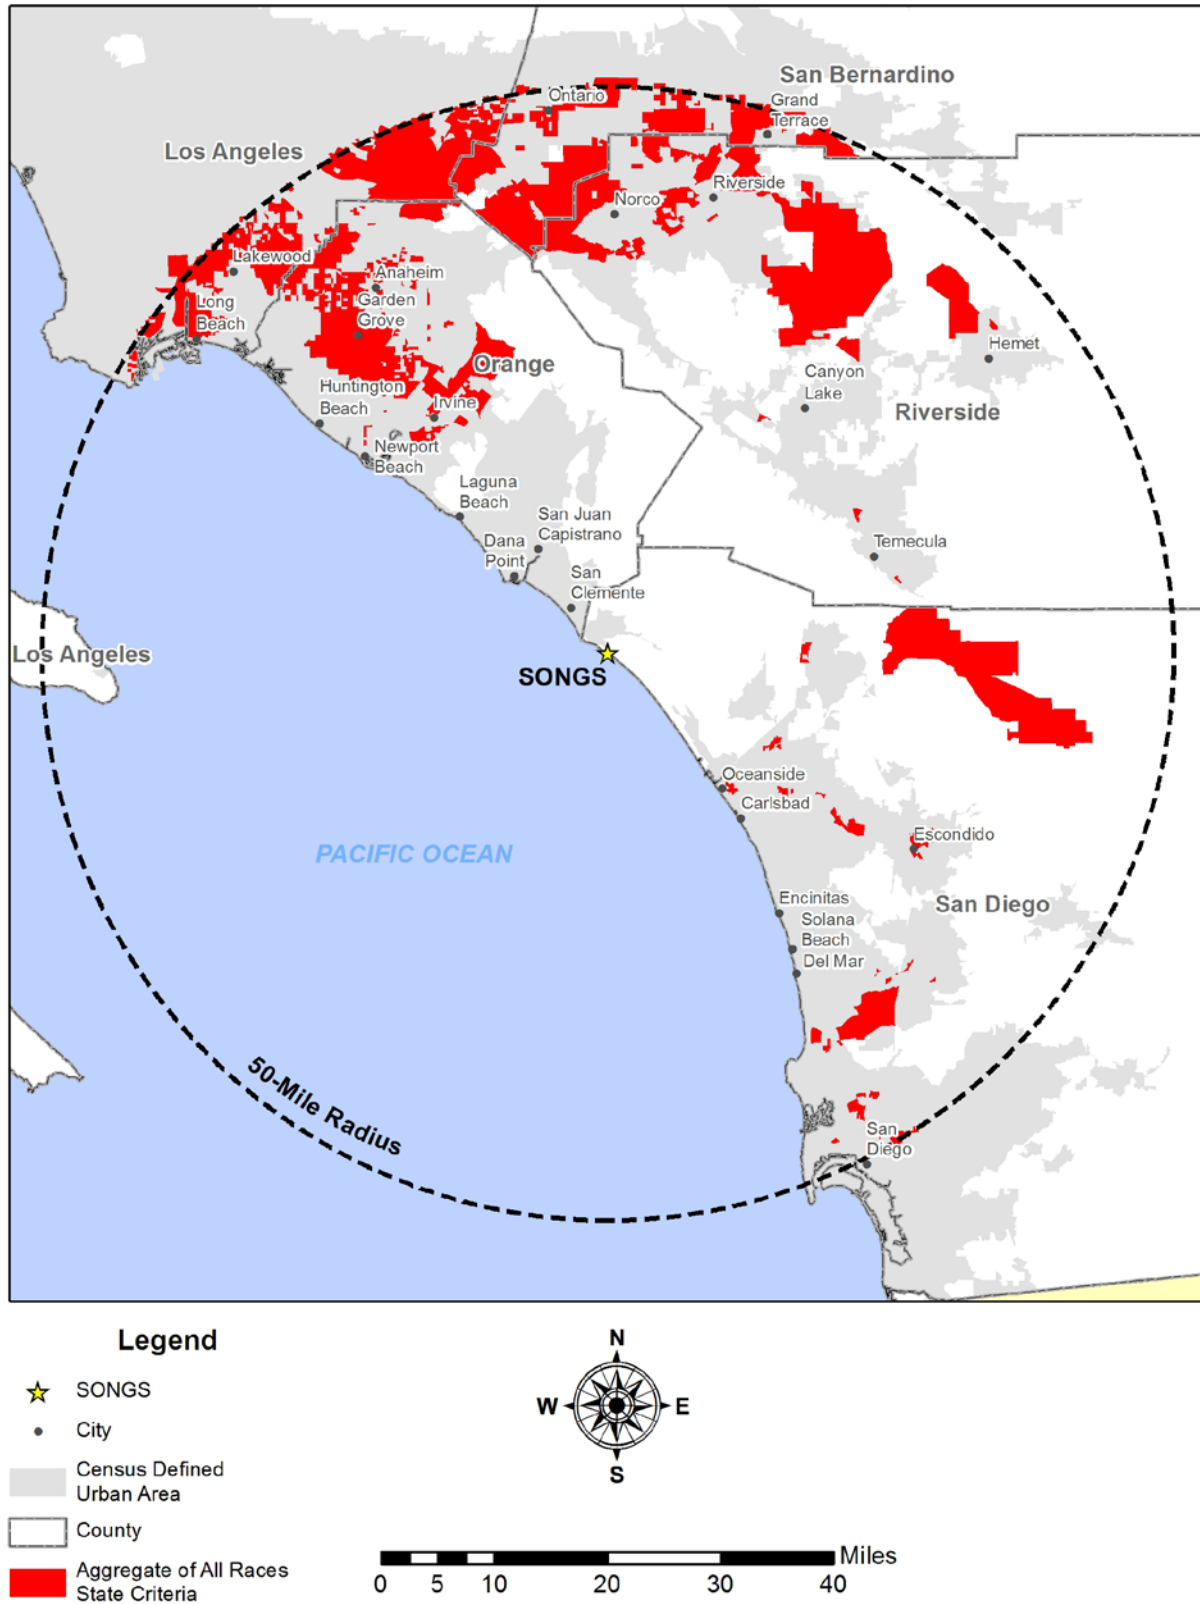 San Bernardino
Ontario
Grand
Terrace
Los Angeles
Riverside
Norco
Lakewood
Anaheim
Long
Beach
Garden
Grove
Hemet
Orange
Canyon
Lake
Huntington
Beach
Irvine
Riverside
Newport
Beach
Laguna
Beach
San Juan
Capistrano
Dana
Point
Temecula
San
Clemente
Los Angeles
SONGS
Oceanside
Carlsbad
Escondido
PACIFIC OCEAN
Encinitas
San Diego
Solana
Beach
Del Mar
50-Mile Radius
San
Diego
Legend
SONGS
City
Census Defined
Urban Area
County
Aggregate of All Races
State Criteria
N
W
E
S
Miles
0 5 10 20 30 40